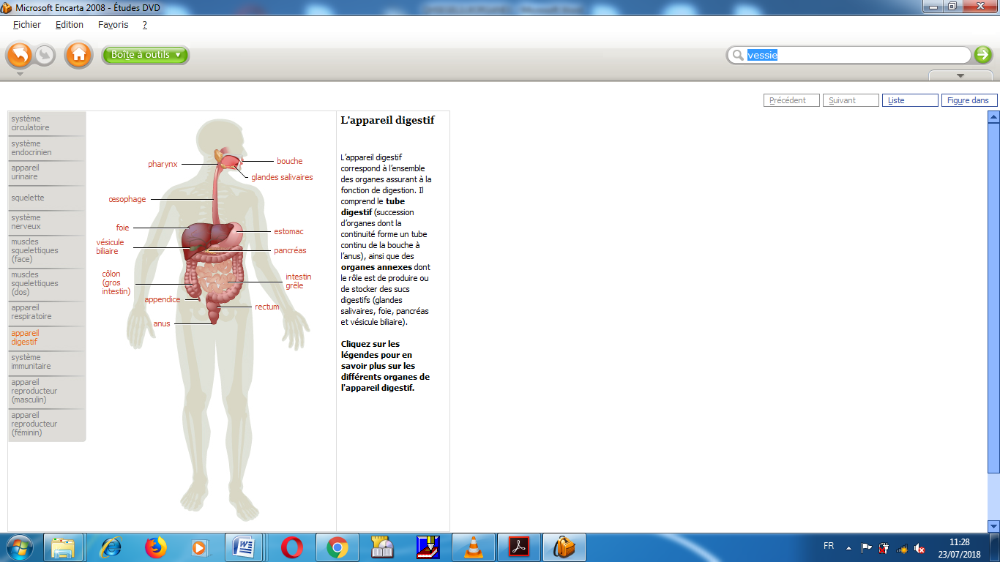 Microsoft Encarta 2008 - Études DVD
Fichier Edition Favoris ?
Boîte à outils
vessie
Précédent Suivant Liste Figure dans
système
circulatoire
système
endocrinien
appareil
urinaire
squelette
système
nerveux
muscles
squelettiques
(face)
muscles
squelettiques
(dos)
appareil
respiratoire
appareil
digestif
système
immunitaire
appareil
reproducteur
(masculin)
appareil
reproducteur
(féminin)
pharynx
bouche
glandes salivaires
œsophage
foie
estomac
vésicule
biliaire
pancréas
côlon
(gros
intestin)
intestin
grêle
appendice
rectum
anus
L'appareil digestif
L’appareil digestif
correspond à l’ensemble
des organes assurant à la
fonction de digestion. Il
comprend le tube
digestif (succession
d’organes dont la
continuité forme un tube
continu de la bouche à
l’anus), ainsi que des
organes annexes dont
le rôle est de produire ou
de stocker des sucs
digestifs (glandes
salivaires, foie, pancréas
et vésicule biliaire).
Cliquez sur les
légendes pour en
savoir plus sur les
différents organes de
l'appareil digestif.
FR
11:28
23/07/2018